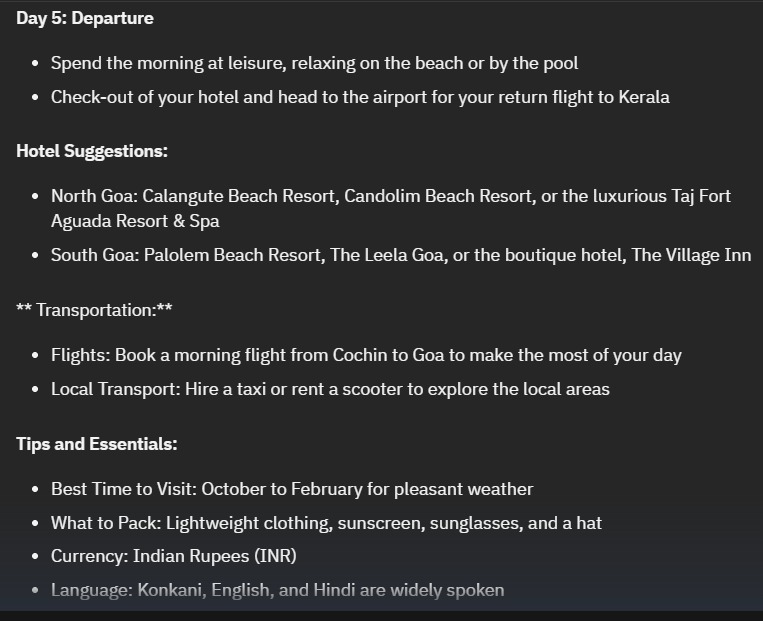 Day 5: Departure
• Spend the morning at leisure, relaxing on the beach or by the pool
• Check-out of your hotel and head to the airport for your return flight to Kerala
Hotel Suggestions:
• North Goa: Calangute Beach Resort, Candolim Beach Resort, or the luxurious Taj Fort
Aguada Resort & Spa
• South Goa: Palolem Beach Resort, The Leela Goa, or the boutique hotel, The Village Inn
** Transportation:**
• Flights: Book a morning flight from Cochin to Goa to make the most of your day
• Local Transport: Hire a taxi or rent a scooter to explore the local areas
Tips and Essentials:
• Best Time to Visit: October to February for pleasant weather
• What to Pack: Lightweight clothing, sunscreen, sunglasses, and a hat
• Currency: Indian Rupees (INR)
• Language: Konkani, English, and Hindi are widely spoken